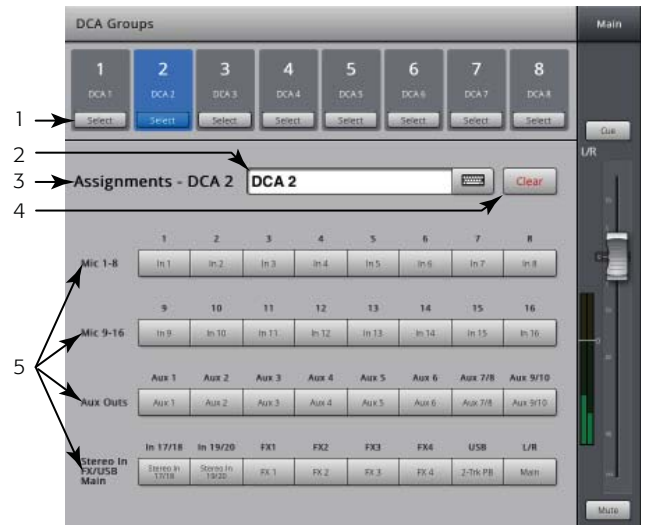 DCA Groups
Main
1 2 3 4 5 6 7 8
DCA 1 DCA 2 DCA 3 DCA 4 DCA 5 DCA 6 DCA 7 DCA 8
1 Select Select Select Select Select Select Select Select
Cue
L/R
2
3 Assignments - DCA 2 DCA 2 Clear
4
1 2 3 4 5 6 7 8
Mic 1-8 In 1 In 2 In 3 In 4 In 5 In 6 In 7 In 8
9 10 11 12 13 14 15 16
Mic 9-16 In 9 In 10 In 11 In 12 In 13 In 14 In 15 In 16
5
Aux 1 Aux 2 Aux 3 Aux 4 Aux 5 Aux 6 Aux 7/8 Aux 9/10
Aux Outs Aux 1 Aux 2 Aux 3 Aux 4 Aux 5 Aux 6 Aux 7/8 Aux 9/10
In 17/18 In 19/20 FX1 FX2 FX3 FX4 USB L/R
Stereo In
FX/USB
Main
Stereo In
17/18
Stereo In
19/20
FX 1 FX 2 FX 3 FX 4 2-Trk PB Main
Mute